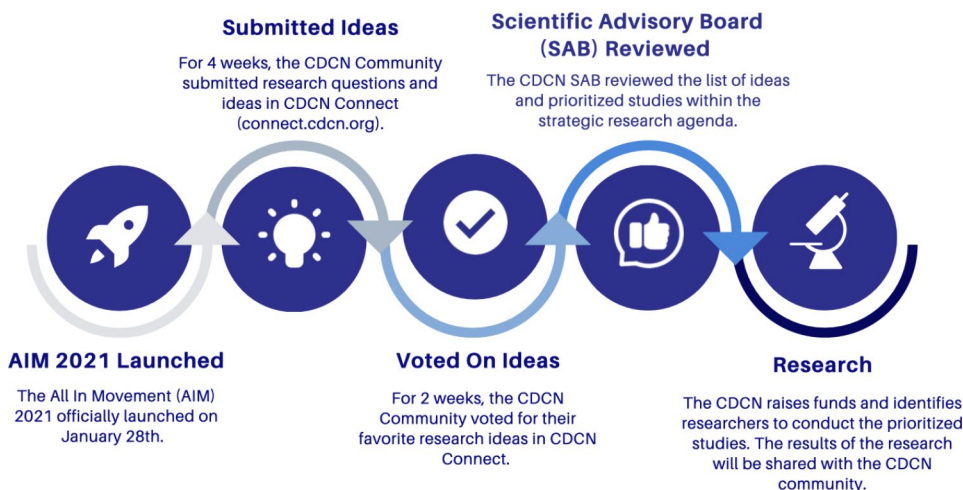 Submitted Ideas
For 4 weeks, the CDCN Community
submitted research questions and
ideas in CDCN Connect
(connect.cdcn.org).
Scientific Advisory Board
(SAB) Reviewed
The CDCN SAB reviewed the list of ideas
and prioritized studies within the
strategic research agenda.
AIM 2021 Launched
The All In Movement (AIM)
2021 officially launched on
January 28th.
Voted On Ideas
For 2 weeks, the CDCN
Community voted for their
favorite research ideas in CDCN
Connect.
Research
The CDCN raises funds and identifies
researchers to conduct the prioritized
studies. The results of the research
will be shared with the CDCN
community.